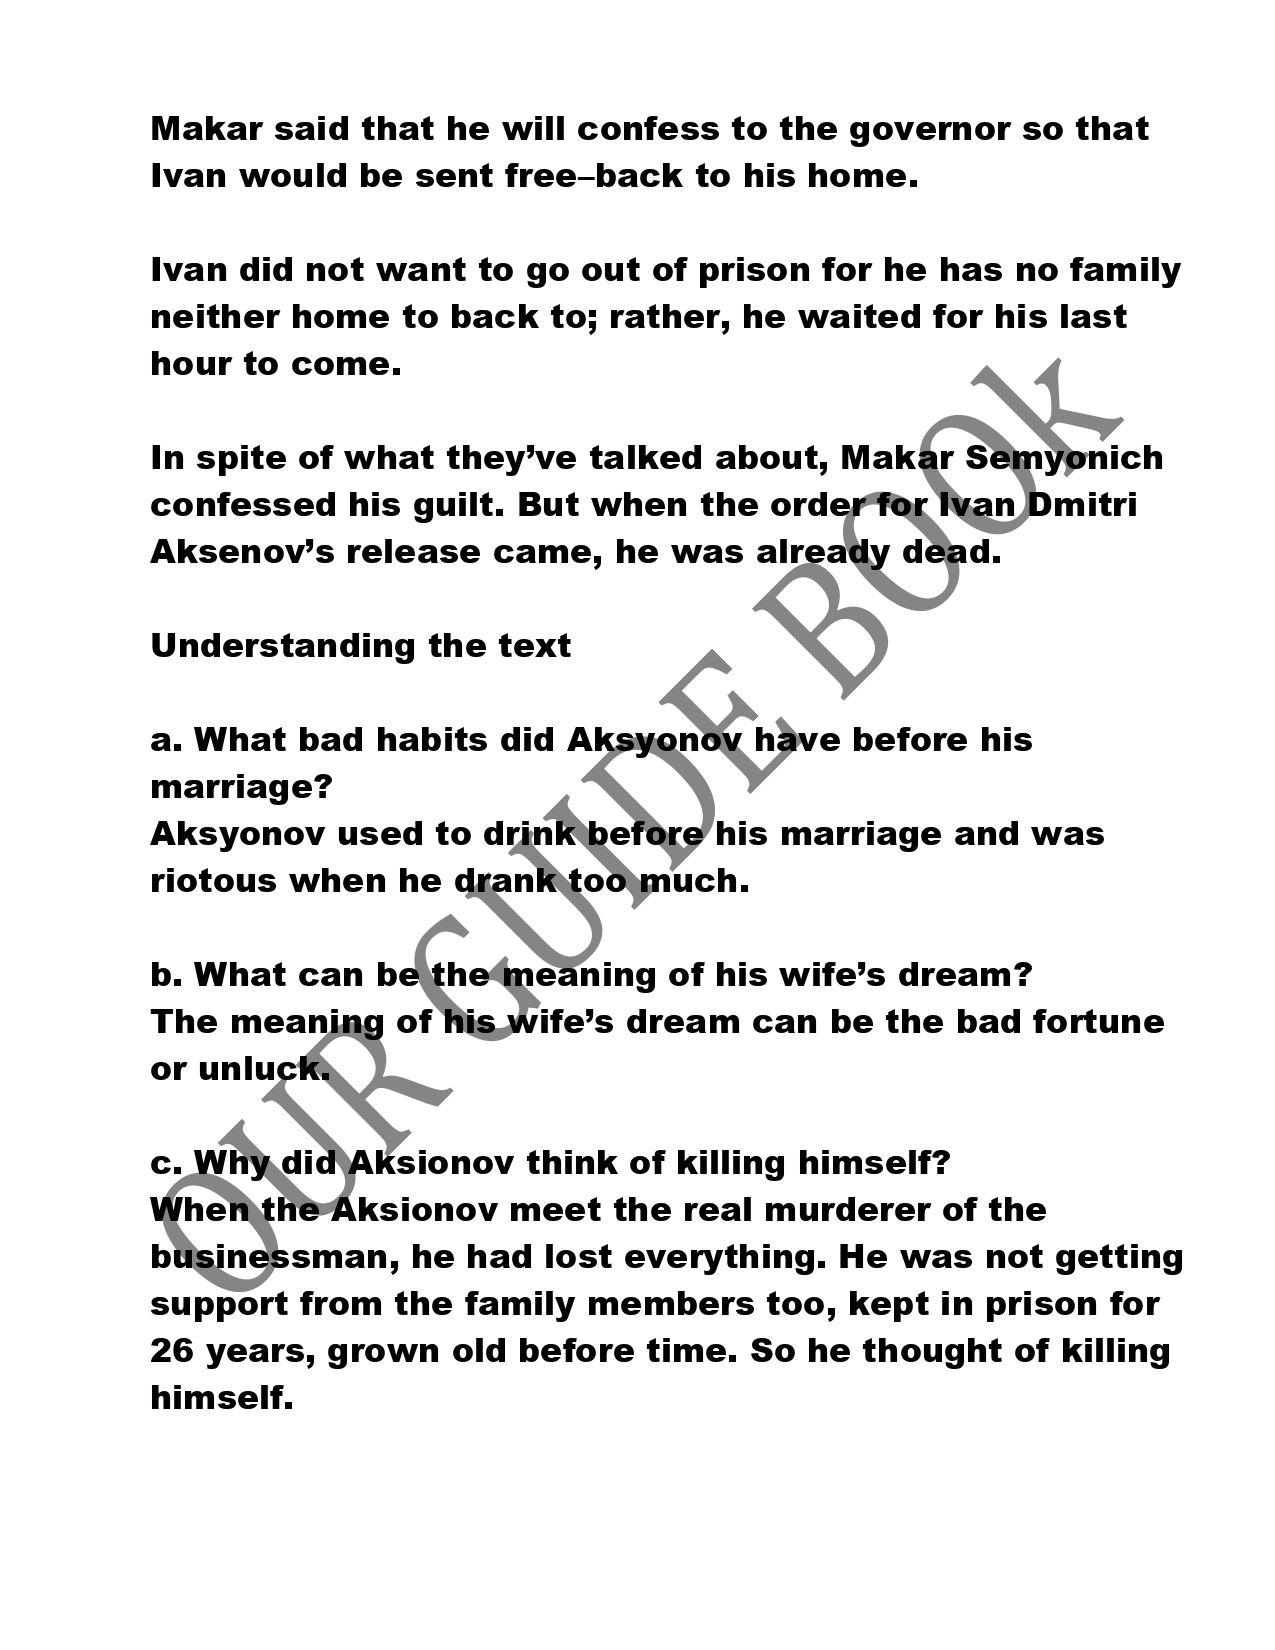 Makar said that he will confess to the governor so that
Ivan would be sent free–back to his home.
Ivan did not want to go out of prison for he has no family
neither home to back to; rather, he waited for his last
hour to come.
In spite of what they’ve talked about, Makar Semyonich
confessed his guilt. But when the order for Ivan Dmitri
Aksenov’s release came, he was already dead.
Understanding the text
a. What bad habits did Aksyonov have before his
marriage?
Aksyonov used to drink before his marriage and was
riotous when he drank too much.
b. What can be the meaning of his wife’s dream?
The meaning of his wife’s dream can be the bad fortune
or unluck.
c. Why did Aksionov think of killing himself?
When the Aksionov meet the real murderer of the
businessman, he had lost everything. He was not getting
support from the family members too, kept in prison for
26 years, grown old before time. So he thought of killing
himself.
OUR GUIDE BOOk